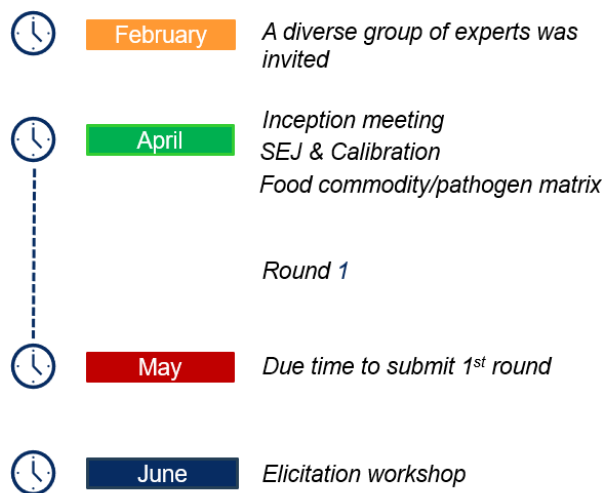 February
A diverse group of experts was
invited
April
Inception meeting
SEJ & Calibration
Food commodity/pathogen matrix
Round 1
May
Due time to submit 1st round
June
Elicitation workshop